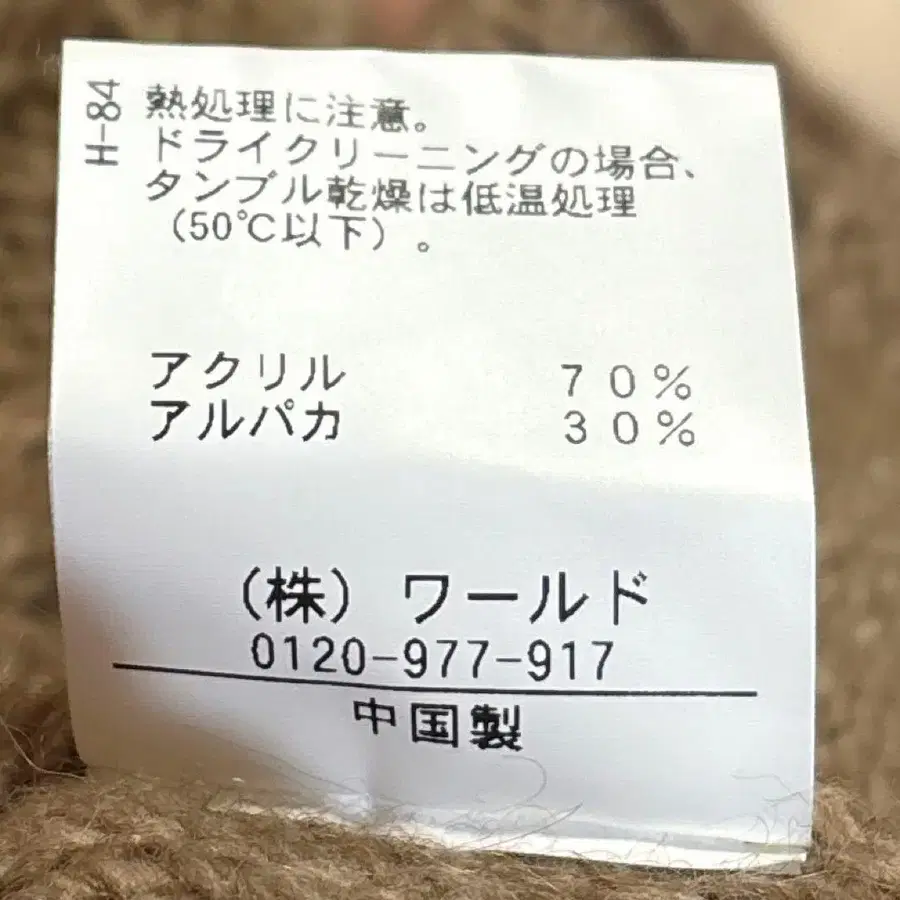 H-84
熱処理に注意。
ドライクリーニングの場合、
タンブル乾燥は低温処理
（50℃以下）。
アクリル 70%
アルパカ 30%
（株）ワールド
0120-977-917
中国製